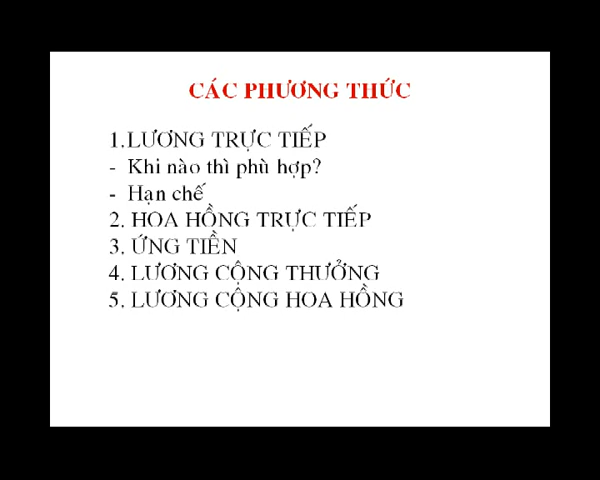 CÁC PHƯƠNG THỨC
1.LƯƠNG TRỰC TIẾP
- Khi nào thì phù hợp?
- Hạn chế
2. HOA HỒNG TRỰC TIẾP
3. ỨNG TIỀN
4. LƯƠNG CỘNG THƯỞNG
5. LƯƠNG CỘNG HOA HỒNG